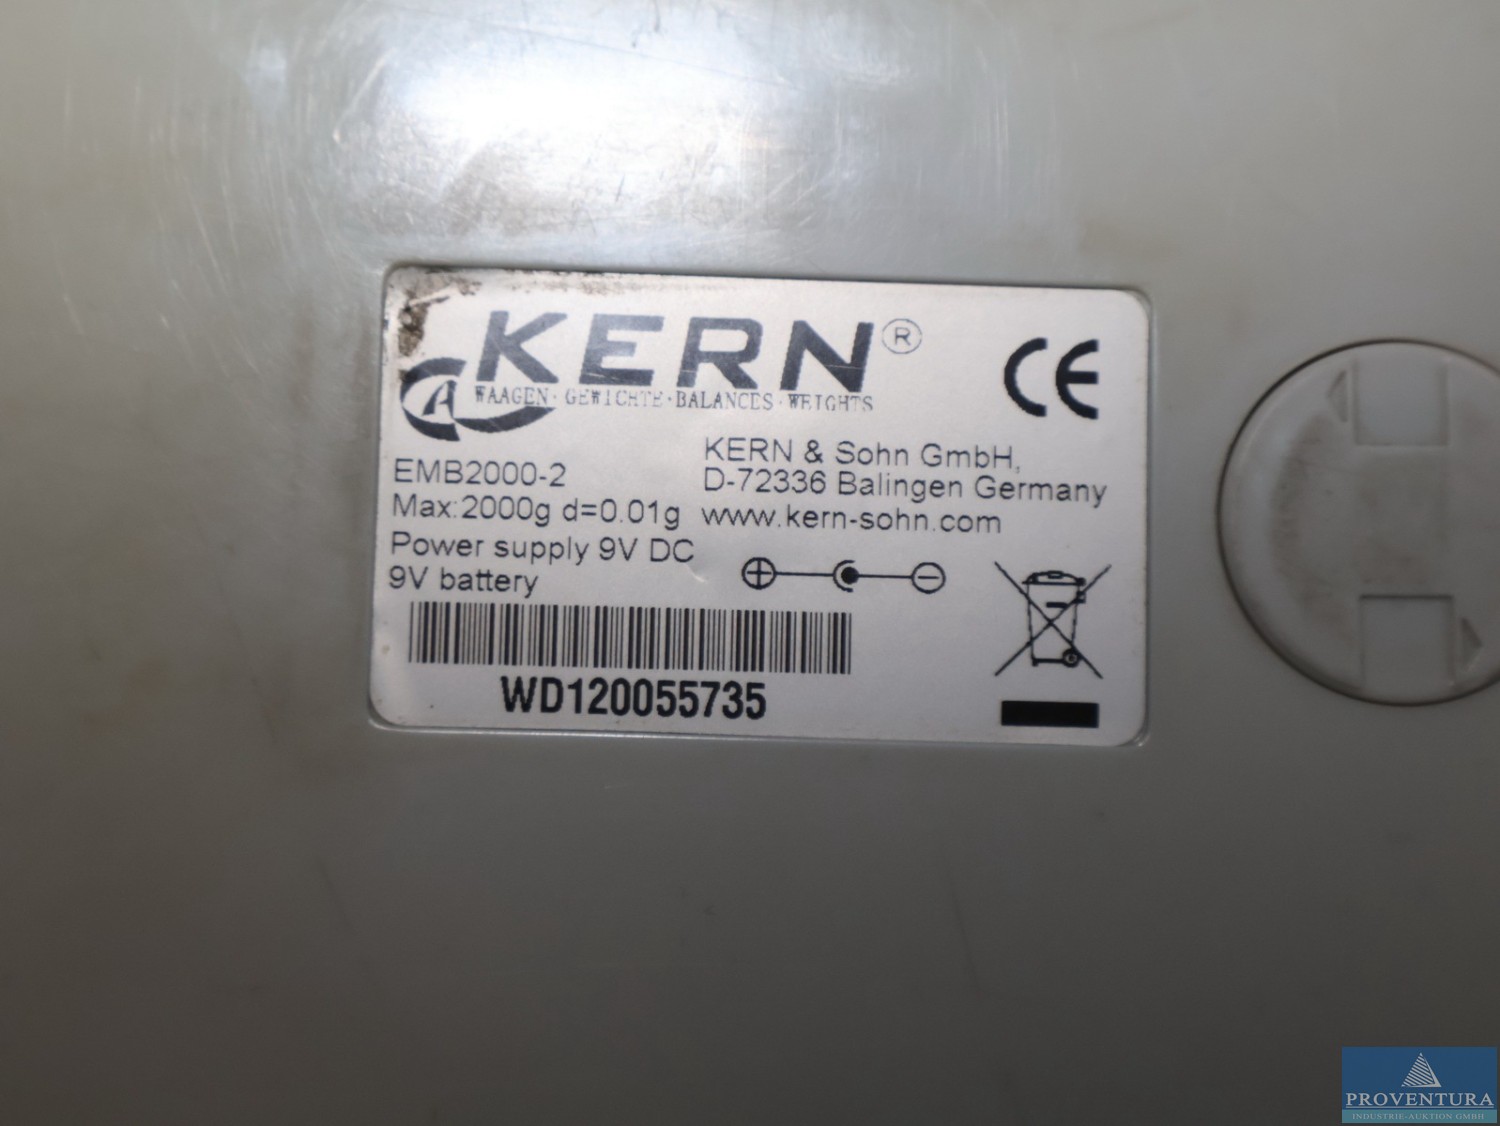 KERN®
WAAGEN · GEWICHTE · BALANCES · WEIGHTS
CE
EMB2000-2
Max:2000g d=0.01g
Power supply 9V DC
9V battery
KERN & Sohn GmbH,
D-72336 Balingen Germany
www.kern-sohn.com
WD120055735
PROVENTURA
INDUSTRIE-AUKTION GMBH